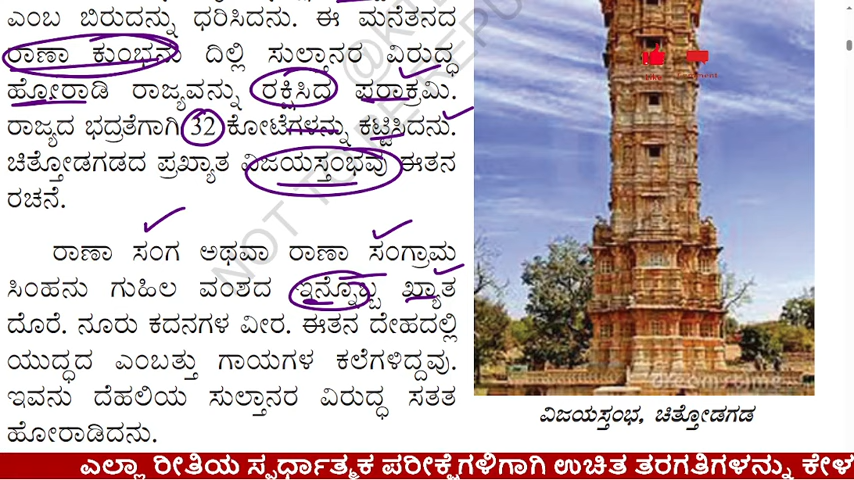 ಎಂಬ ಬಿರುದನ್ನು ಧರಿಸಿದನು. ಈ ಮನೆತನದ
ರಾಣಾ ಕುಂಭನು ದಿಲ್ಲಿ ಸುಲ್ತಾನರ ವಿರುದ್ಧ
ಹೋರಾಡಿ ರಾಜ್ಯವನ್ನು ರಕ್ಷಿಸಿದ ಪರಾಕ್ರಮಿ.
ರಾಜ್ಯದ ಭದ್ರತೆಗಾಗಿ 32 ಕೋಟೆಗಳನ್ನು ಕಟ್ಟಿಸಿದನು.
ಚಿತ್ತೋಡಗಡದ ಪ್ರಖ್ಯಾತ ವಿಜಯಸ್ತಂಭವು ಈತನ
ರಚನೆ.
ರಾಣಾ ಸಂಗ ಅಥವಾ ರಾಣಾ ಸಂಗ್ರಾಮ
ಸಿಂಹನು ಗುಹಿಲ ವಂಶದ ಇನ್ನೊಬ್ಬ ಖ್ಯಾತ
ದೊರೆ. ನೂರು ಕದನಗಳ ವೀರ. ಈತನ ದೇಹದಲ್ಲಿ
ಯುದ್ಧದ ಎಂಬತ್ತು ಗಾಯಗಳ ಕಲೆಗಳಿದ್ದವು.
ಇವನು ದೆಹಲಿಯ ಸುಲ್ತಾನರ ವಿರುದ್ಧ ಸತತ
ಹೋರಾಡಿದನು.
dreamstime
ವಿಜಯಸ್ತಂಭ, ಚಿತ್ತೋಡಗಡ
ಎಲ್ಲಾ ರೀತಿಯ ಸ್ಪರ್ಧಾತ್ಮಕ ಪರೀಕ್ಷೆಗಳಿಗಾಗಿ ಉಚಿತ ತರಗತಿಗಳನ್ನು ಕೇಳ